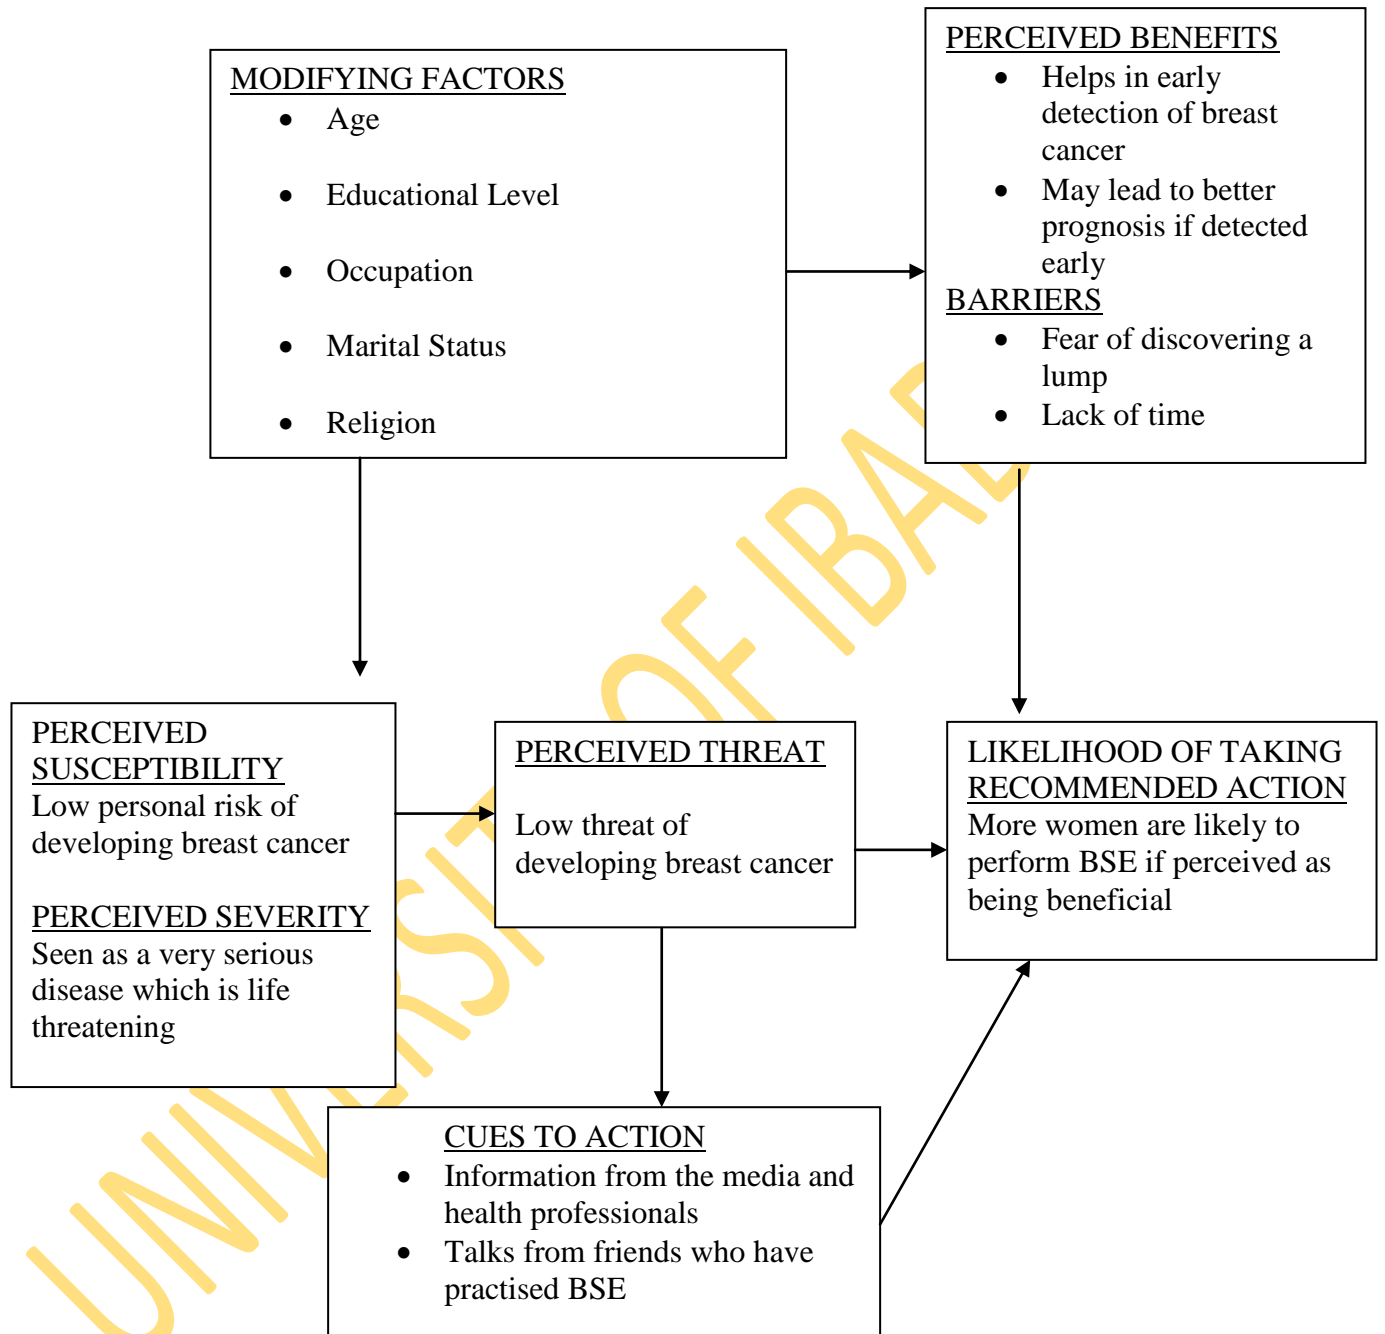 MODIFYING FACTORS
• Age
• Educational Level
• Occupation
• Marital Status
• Religion
PERCEIVED BENEFITS
• Helps in early
detection of breast
cancer
• May lead to better
prognosis if detected
early
BARRIERS
• Fear of discovering a
lump
• Lack of time
PERCEIVED
SUSCEPTIBILITY
Low personal risk of
developing breast cancer
PERCEIVED SEVERITY
Seen as a very serious
disease which is life
threatening
PERCEIVED THREAT
Low threat of
developing breast cancer
LIKELIHOOD OF TAKING
RECOMMENDED ACTION
More women are likely to
perform BSE if perceived as
being beneficial
CUES TO ACTION
• Information from the media and
health professionals
• Talks from friends who have
practised BSE